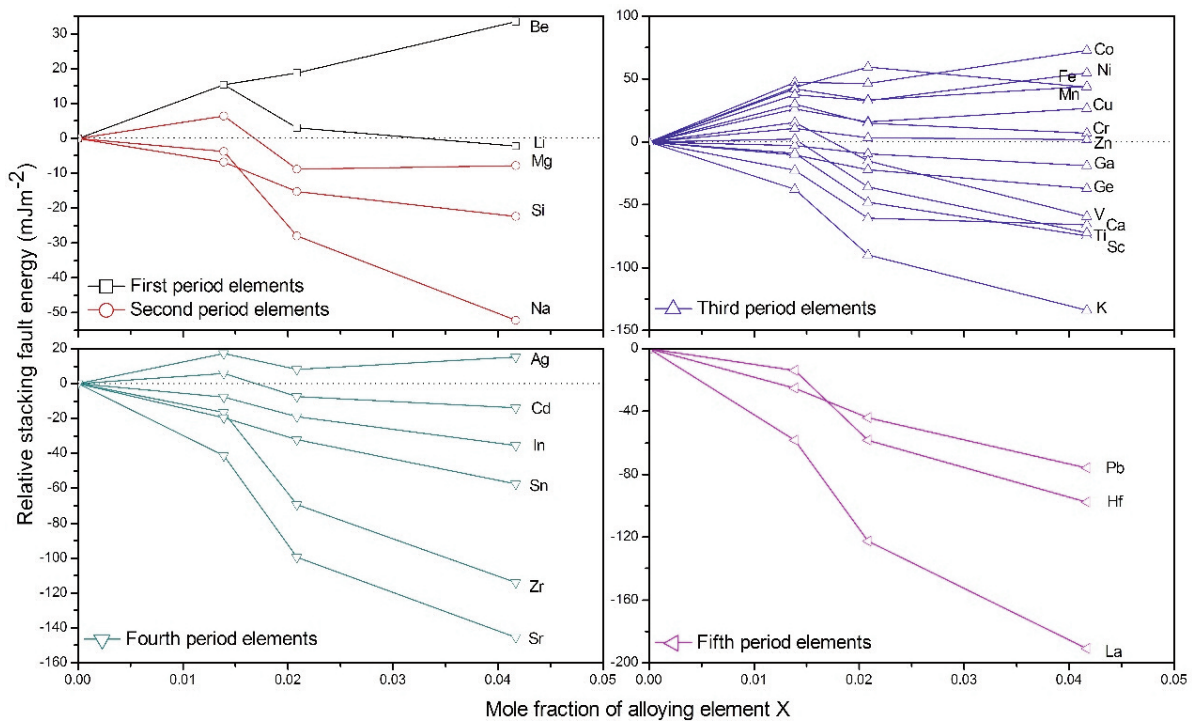 Relative stacking fault energy (mJm⁻²)
35
30
20
10
0
-10
-20
-30
-40
-50
Be
Li
Mg
Si
Na
First period elements
Second period elements
100
50
0
-50
-100
-150
Co
Fe
Ni
Mn
Cu
Cr
Zn
Ga
Ge
V
Ca
Ti
Sc
K
Third period elements
20
0
-20
-40
-60
-80
-100
-120
-140
-160
Ag
Cd
In
Sn
Zr
Sr
Fourth period elements
0.00 0.01 0.02 0.03 0.04 0.05
0
-40
-80
-120
-160
-200
Pb
Hf
La
Fifth period elements
0.00 0.01 0.02 0.03 0.04 0.05
Mole fraction of alloying element X